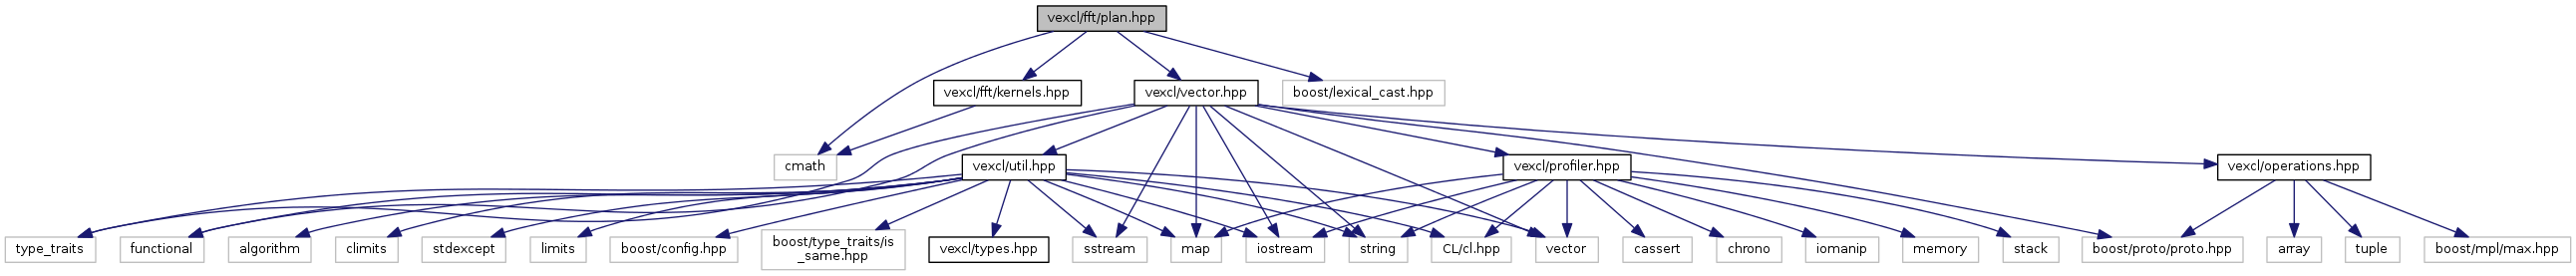 vexcl/fft/plan.hpp
vexcl/fft/kernels.hpp
vexcl/vector.hpp
boost/lexical_cast.hpp
cmath
vexcl/util.hpp
vexcl/profiler.hpp
vexcl/operations.hpp
type_traits
functional
algorithm
climits
stdexcept
limits
boost/config.hpp
boost/type_traits/is
_same.hpp
vexcl/types.hpp
sstream
map
iostream
string
CL/cl.hpp
vector
cassert
chrono
iomanip
memory
stack
boost/proto/proto.hpp
array
tuple
boost/mpl/max.hpp